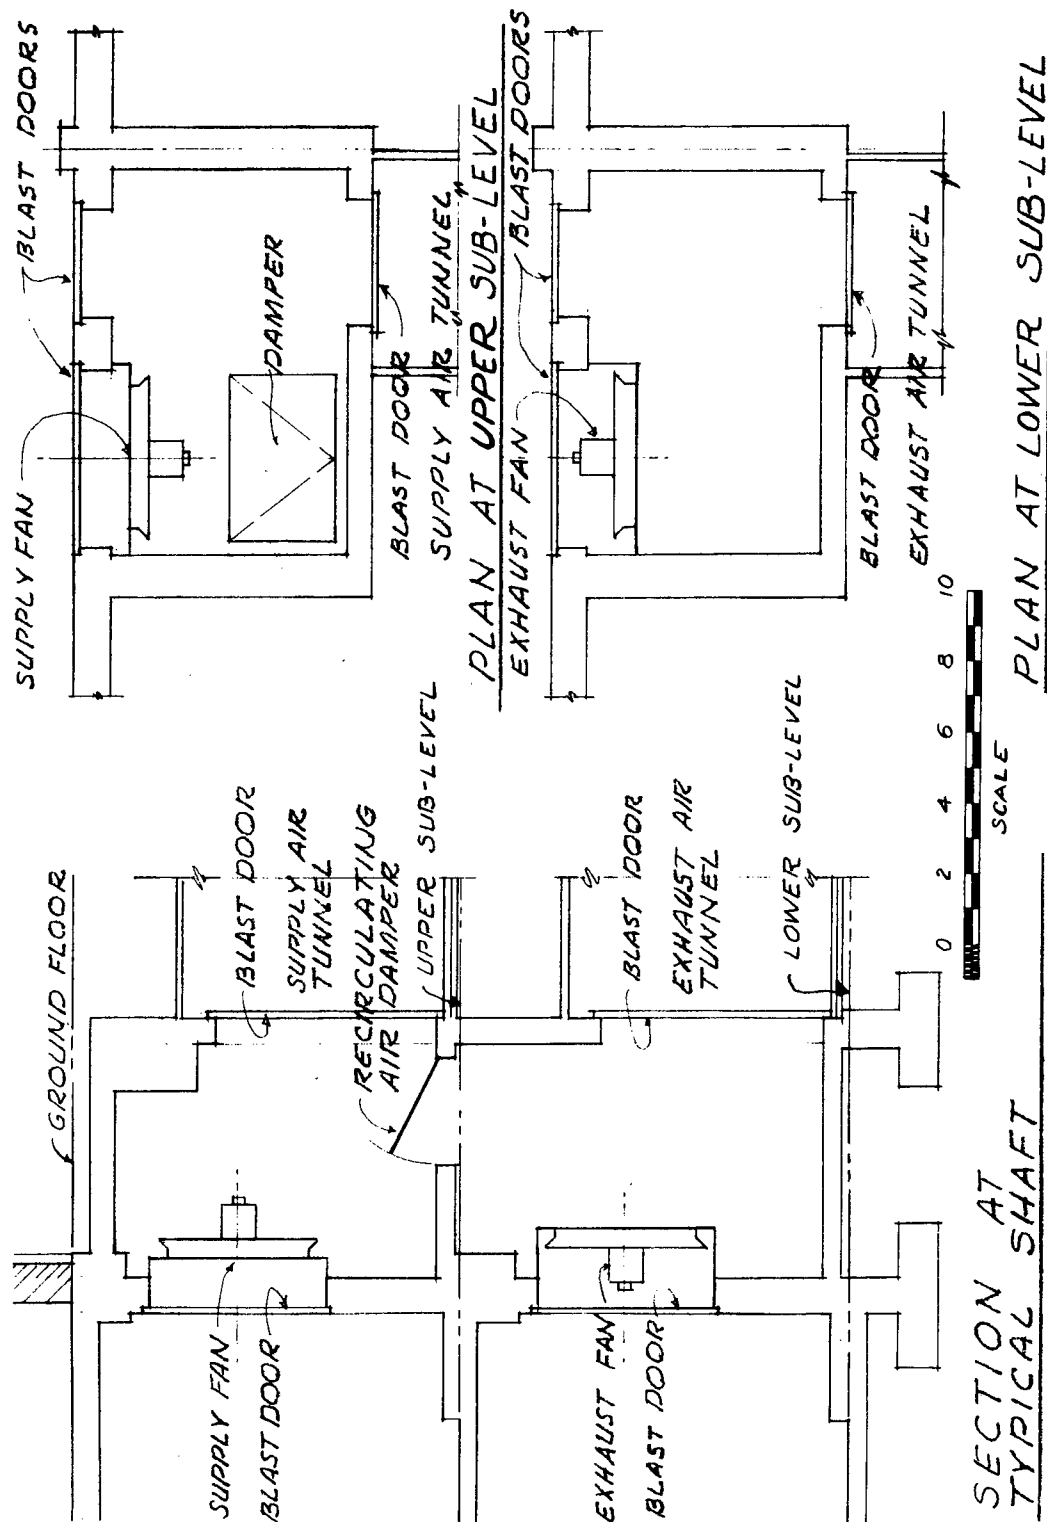 GROUND FLOOR
SUPPLY FAN
BLAST DOOR
BLAST DOOR
SUPPLY AIR
TUNNEL
RECIRCULATING
AIR DAMPER
UPPER SUB-LEVEL
EXHAUST FAN
BLAST DOOR
BLAST DOOR
EXHAUST AIR
TUNNEL
LOWER SUB-LEVEL
SECTION AT
TYPICAL SHAFT
0 2 4 6 8 10
SCALE
SUPPLY FAN
BLAST DOORS
DAMPER
BLAST DOOR
SUPPLY AIR TUNNEL
PLAN AT UPPER SUB-LEVEL
EXHAUST FAN
BLAST DOORS
BLAST DOOR
EXHAUST AIR TUNNEL
PLAN AT LOWER SUB-LEVEL